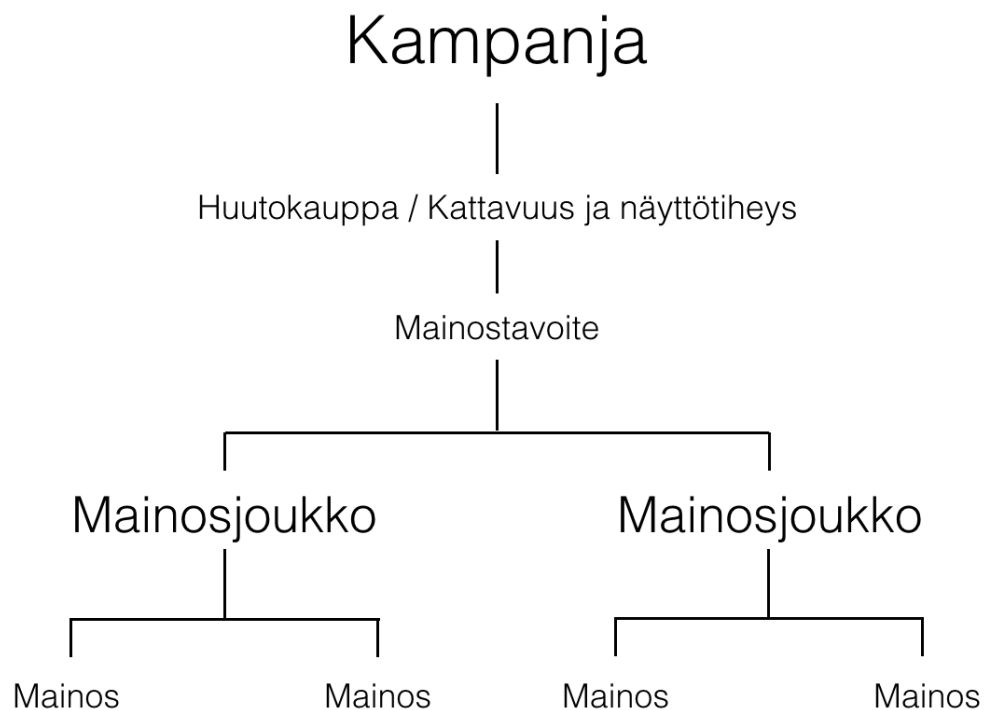 Kampanja
Huutokauppa / Kattavuus ja näyttötiheys
Mainostavoite
Mainosjoukko Mainosjoukko
Mainos Mainos Mainos Mainos